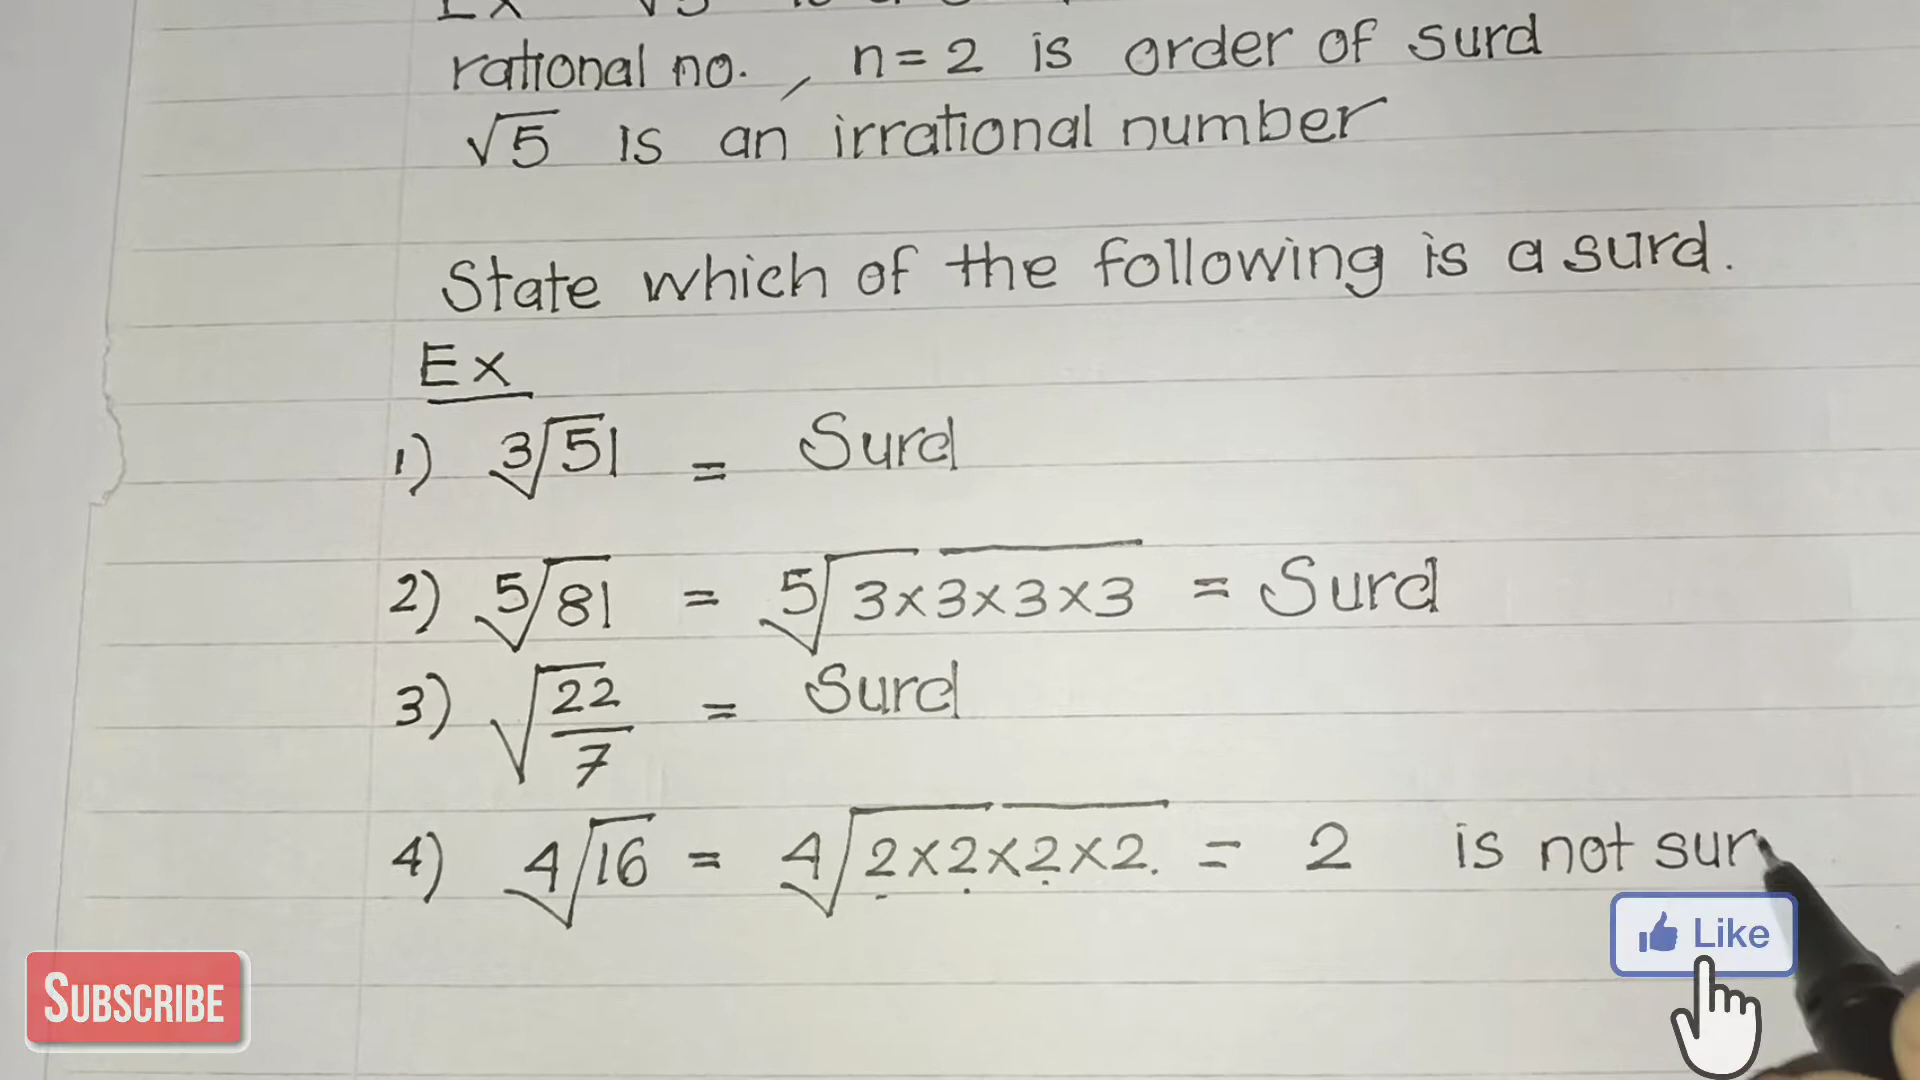 rational no. , n = 2 is order of surd
√5 is an irrational number
State which of the following is a surd.
Ex
1) ³√51 = Surd
2) ⁵√81 = ⁵√3×3×3×3 = Surd
3) √22/7 = Surd
4) ⁴√16 = ⁴√2×2×2×2. = 2 is not sur
Like
SUBSCRIBE